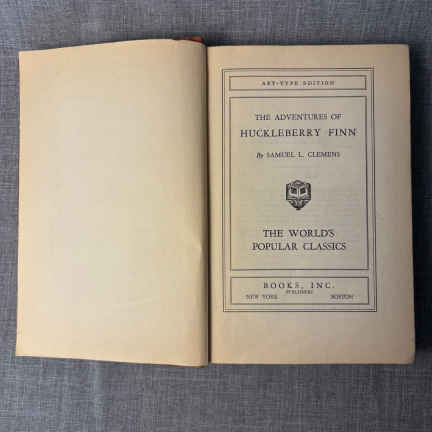 ART-TYPE EDITION
THE ADVENTURES OF
HUCKLEBERRY FINN
By SAMUEL L. CLEMENS
THE WORLD'S
POPULAR CLASSICS
BOOKS, INC.
PUBLISHERS
NEW YORK BOSTON